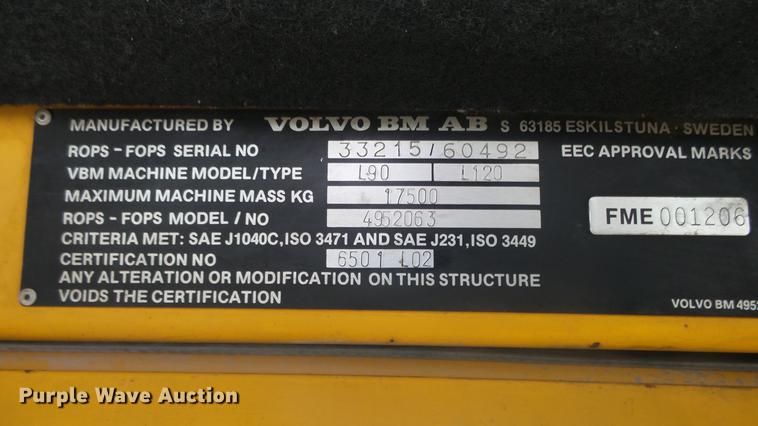 MANUFACTURED BY VOLVO BM AB S 63185 ESKILSTUNA · SWEDEN
ROPS - FOPS SERIAL NO 33215/60492 EEC APPROVAL MARKS
VBM MACHINE MODEL/TYPE L90 L120
MAXIMUM MACHINE MASS KG 17500
ROPS - FOPS MODEL / NO 4952063
FME 001206
CRITERIA MET: SAE J1040C, ISO 3471 AND SAE J231, ISO 3449
CERTIFICATION NO 6501 L02
ANY ALTERATION OR MODIFICATION ON THIS STRUCTURE
VOIDS THE CERTIFICATION VOLVO BM 495
Purple Wave Auction